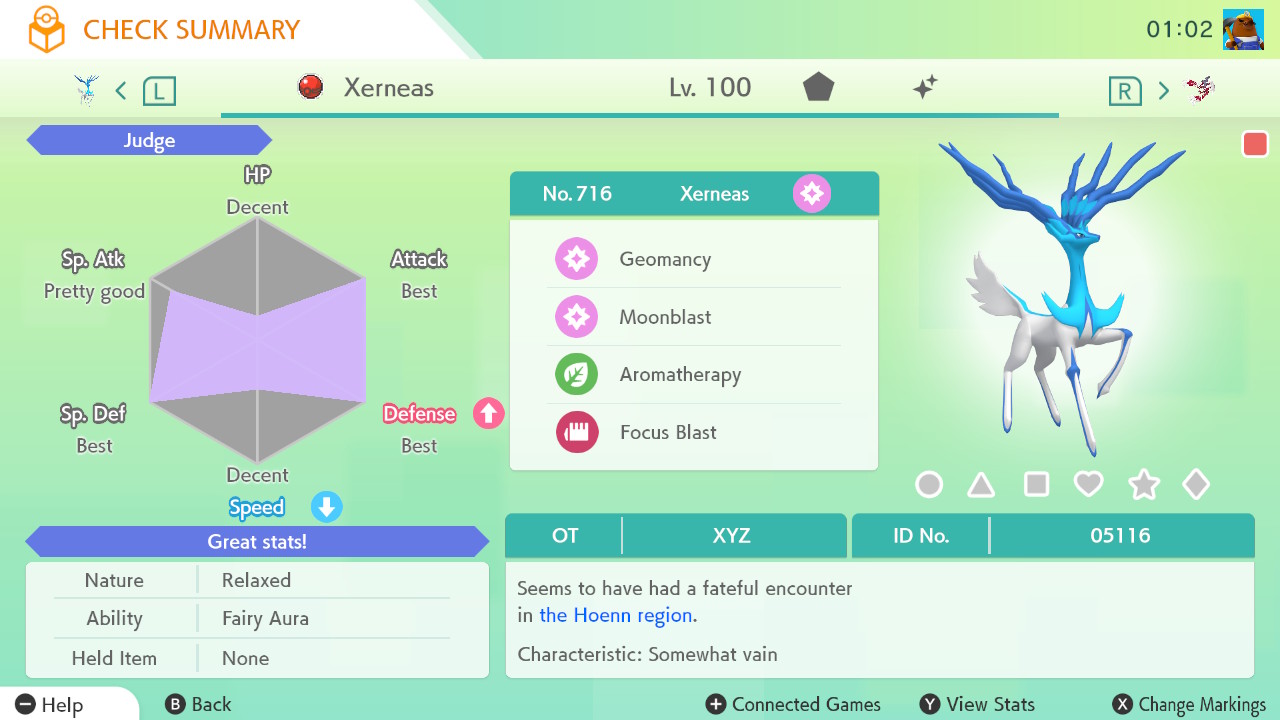 CHECK SUMMARY
01:02
L
Xerneas
Lv. 100
R
Judge
HP
Decent
Sp. Atk
Pretty good
Attack
Best
Sp. Def
Best
Defense
Best
Decent
Speed
Great stats!
Nature Relaxed
Ability Fairy Aura
Held Item None
No. 716 Xerneas
Geomancy
Moonblast
Aromatherapy
Focus Blast
OT XYZ
ID No. 05116
Seems to have had a fateful encounter
in the Hoenn region.
Characteristic: Somewhat vain
Help
B Back
Connected Games
Y View Stats
X Change Markings